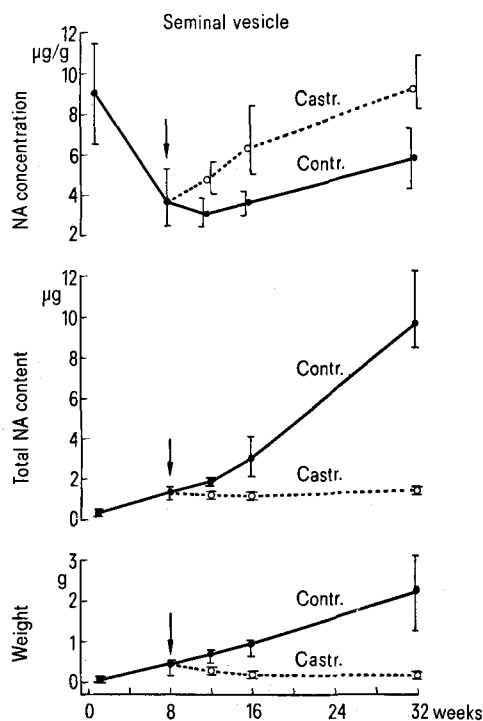 Seminal vesicle
µg/g
NA concentration
12
10
8
6
4
2
Castr.
Contr.
µg
Total NA content
12
10
8
6
4
2
0
Contr.
Castr.
g
Weight
3
2
1
0
Contr.
Castr.
0 8 16 24 32 weeks